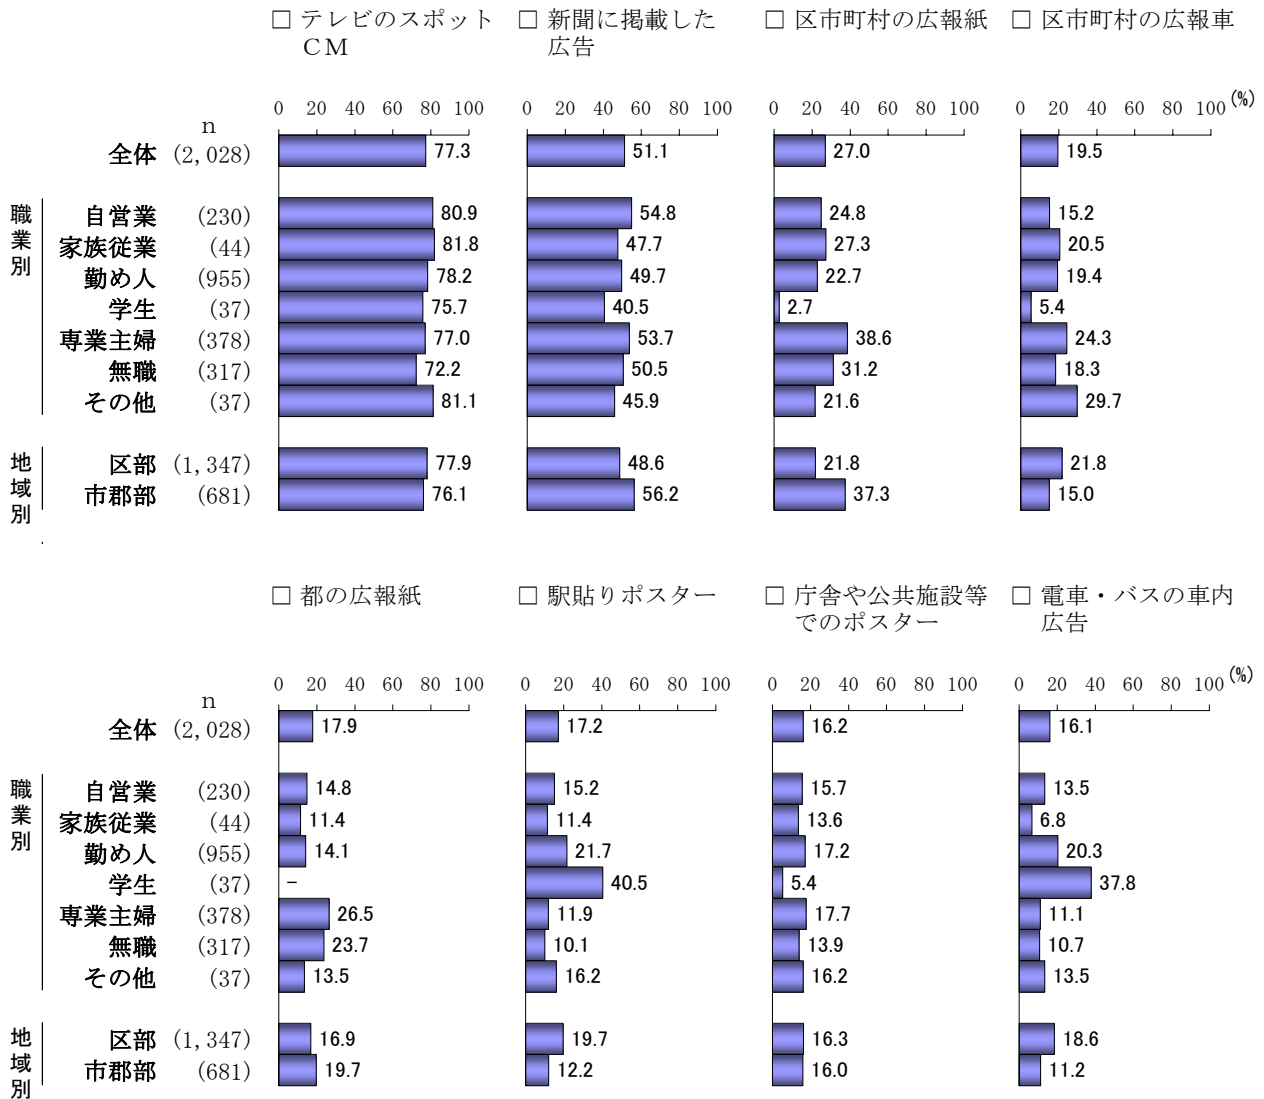 □ テレビのスポットCM □ 新聞に掲載した広告 □ 区市町村の広報紙 □ 区市町村の広報車
0 20 40 60 80 100 0 20 40 60 80 100 0 20 40 60 80 100 0 20 40 60 80 100 (%)
n
全体 (2,028) 77.3 51.1 27.0 19.5
職業別
自営業 (230) 80.9 54.8 24.8 15.2
家族従業 (44) 81.8 47.7 27.3 20.5
勤め人 (955) 78.2 49.7 22.7 19.4
学生 (37) 75.7 40.5 2.7 5.4
専業主婦 (378) 77.0 53.7 38.6 24.3
無職 (317) 72.2 50.5 31.2 18.3
その他 (37) 81.1 45.9 21.6 29.7
地域別
区部 (1,347) 77.9 48.6 21.8 21.8
市郡部 (681) 76.1 56.2 37.3 15.0
□ 都の広報紙 □ 駅貼りポスター □ 庁舎や公共施設等でのポスター □ 電車・バスの車内広告
0 20 40 60 80 100 0 20 40 60 80 100 0 20 40 60 80 100 0 20 40 60 80 100 (%)
n
全体 (2,028) 17.9 17.2 16.2 16.1
職業別
自営業 (230) 14.8 15.2 15.7 13.5
家族従業 (44) 11.4 11.4 13.6 6.8
勤め人 (955) 14.1 21.7 17.2 20.3
学生 (37) - 40.5 5.4 37.8
専業主婦 (378) 26.5 11.9 17.7 11.1
無職 (317) 23.7 10.1 13.9 10.7
その他 (37) 13.5 16.2 16.2 13.5
地域別
区部 (1,347) 16.9 19.7 16.3 18.6
市郡部 (681) 19.7 12.2 16.0 11.2